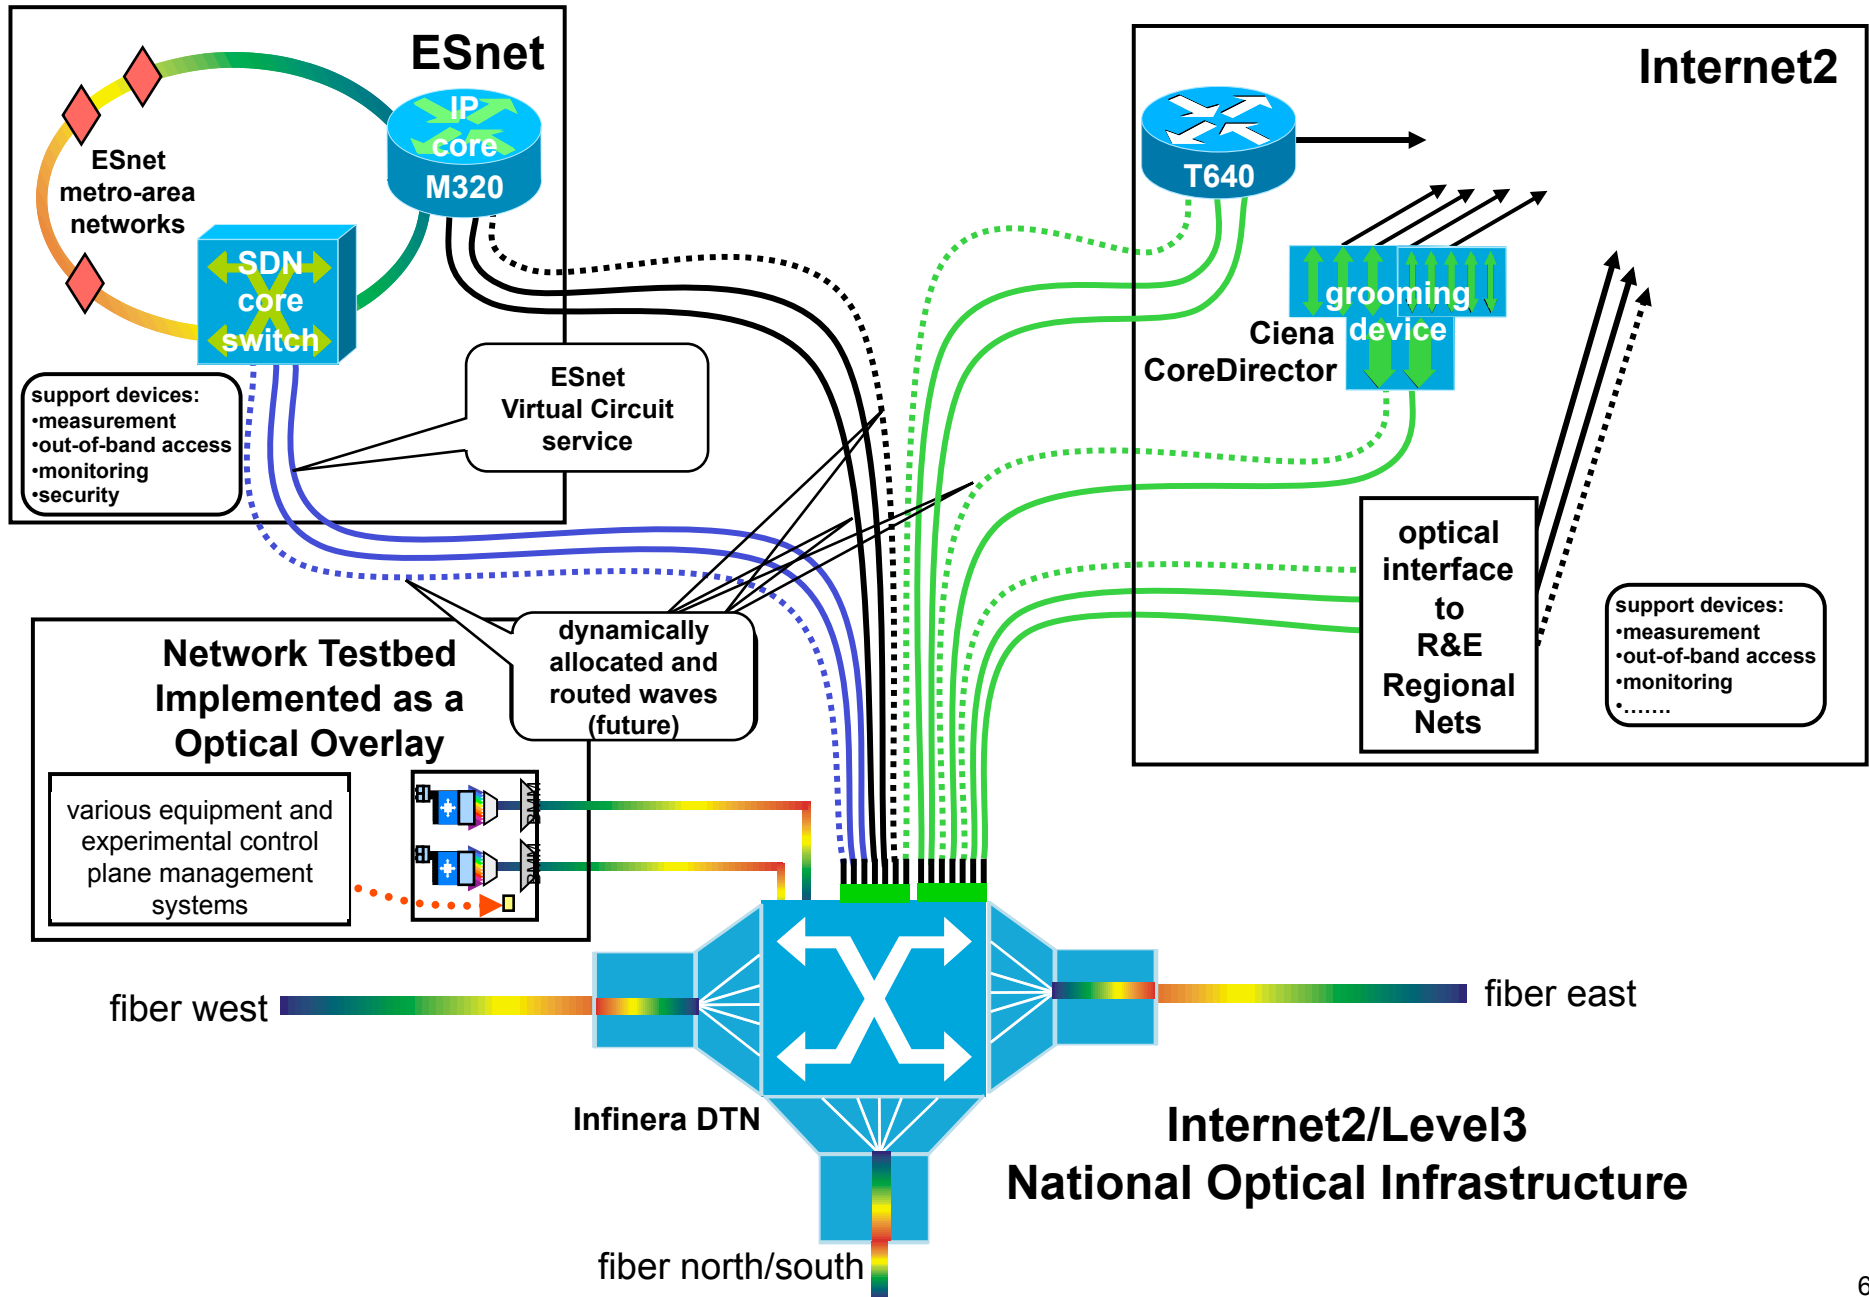 ESnet
IP
core
M320
ESnet
metro-area
networks
SDN
core
switch
support devices:
•measurement
•out-of-band access
•monitoring
•security
ESnet
Virtual Circuit
service
Internet2
T640
grooming
device
Ciena
CoreDirector
optical
interface
to
R&E
Regional
Nets
support devices:
•measurement
•out-of-band access
•monitoring
•…….
dynamically
allocated and
routed waves
(future)
Network Testbed
Implemented as a
Optical Overlay
various equipment and
experimental control
plane management
systems
BMM
BMM
fiber west
fiber east
Infinera DTN
Internet2/Level3
National Optical Infrastructure
fiber north/south
6